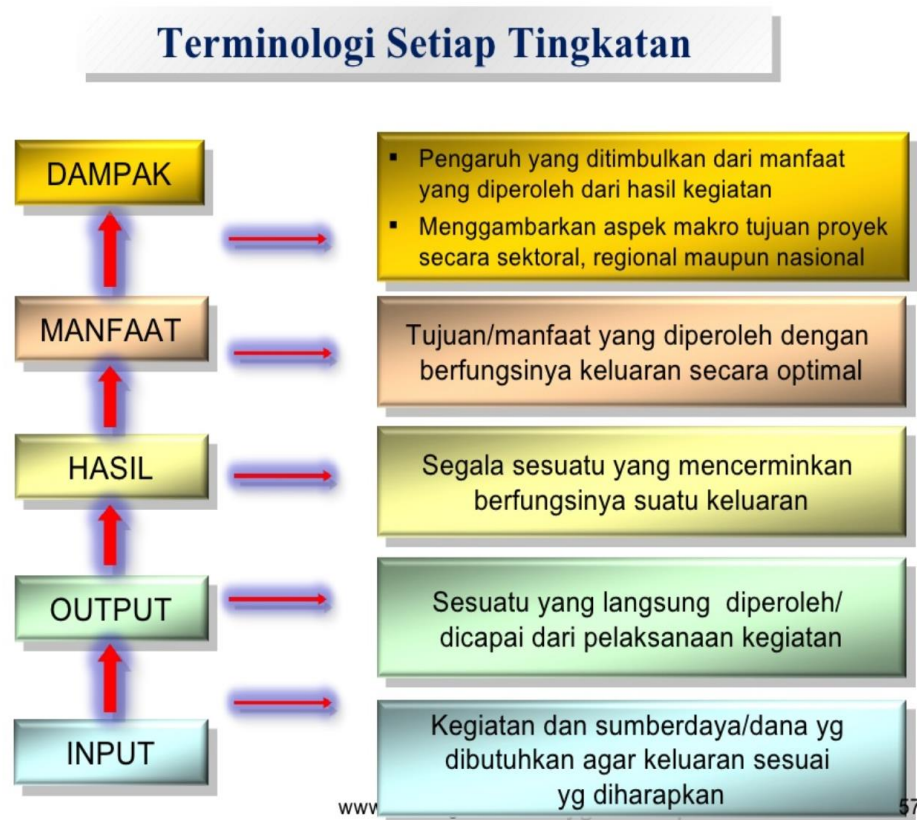 Terminologi Setiap Tingkatan
DAMPAK
▪ Pengaruh yang ditimbulkan dari manfaat
yang diperoleh dari hasil kegiatan
▪ Menggambarkan aspek makro tujuan proyek
secara sektoral, regional maupun nasional
MANFAAT
Tujuan/manfaat yang diperoleh dengan
berfungsinya keluaran secara optimal
HASIL
Segala sesuatu yang mencerminkan
berfungsinya suatu keluaran
OUTPUT
Sesuatu yang langsung diperoleh/
dicapai dari pelaksanaan kegiatan
INPUT
Kegiatan dan sumberdaya/dana yg
dibutuhkan agar keluaran sesuai
yg diharapkan
www
57